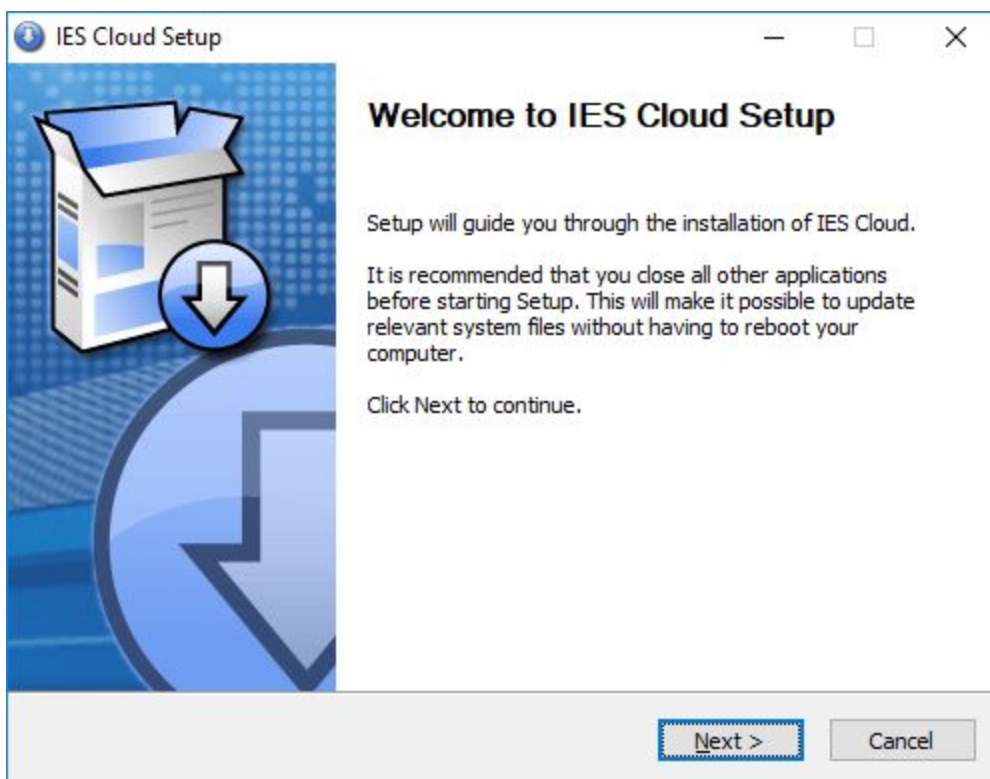 IES Cloud Setup
Welcome to IES Cloud Setup
Setup will guide you through the installation of IES Cloud.
It is recommended that you close all other applications
before starting Setup. This will make it possible to update
relevant system files without having to reboot your
computer.
Click Next to continue.
Next >
Cancel